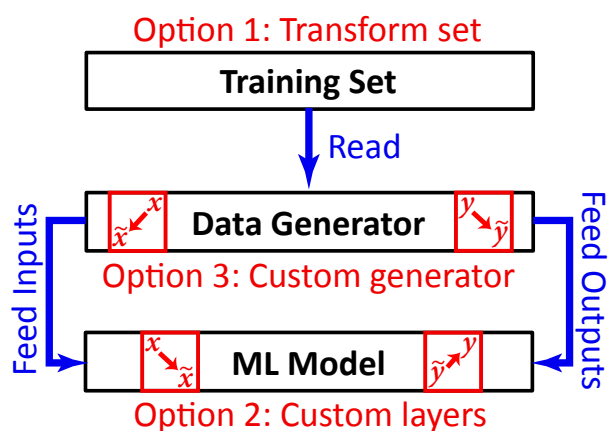 Option 1: Transform set
Training Set
Read
Feed Inputs
x
x̃
Data Generator
y
ỹ
Feed Outputs
Option 3: Custom generator
x
x̃
ML Model
y
ỹ
Option 2: Custom layers